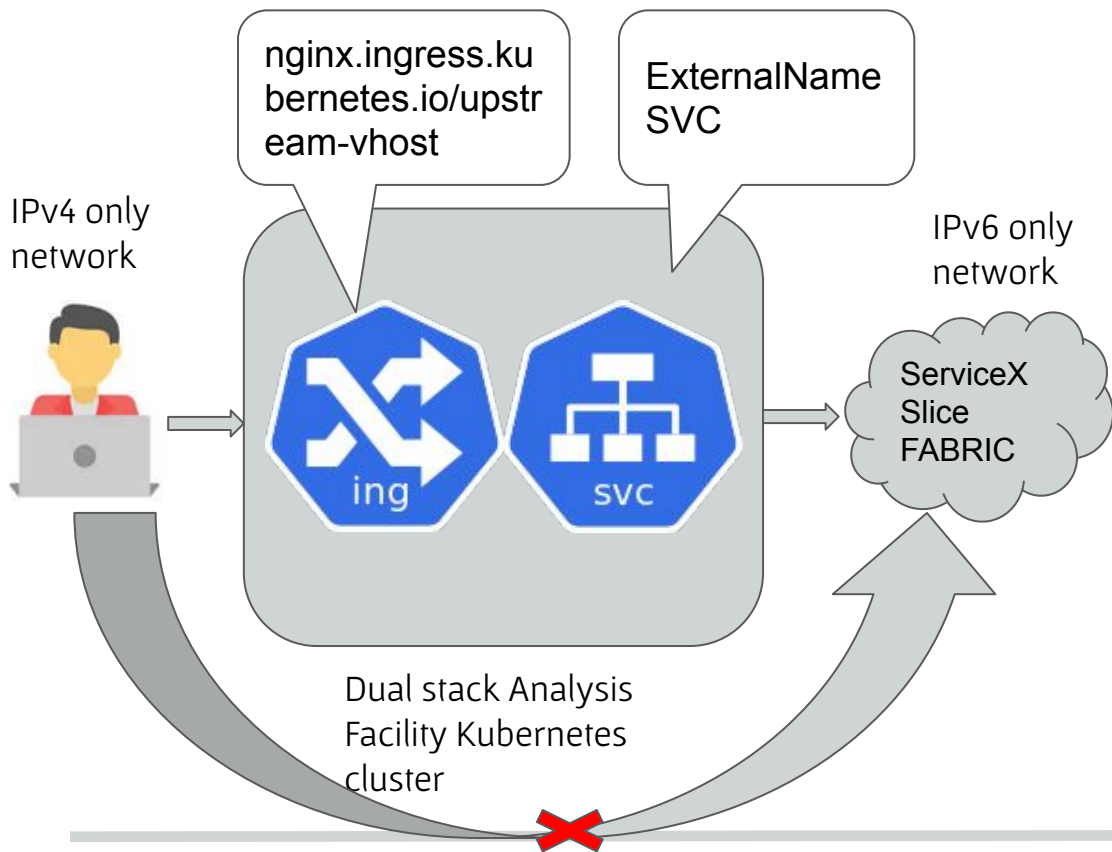 nginx.ingress.ku
bernetes.io/upstr
eam-vhost
ExternalName
SVC
IPv4 only
network
IPv6 only
network
ing
svc
ServiceX
Slice
FABRIC
Dual stack Analysis
Facility Kubernetes
cluster